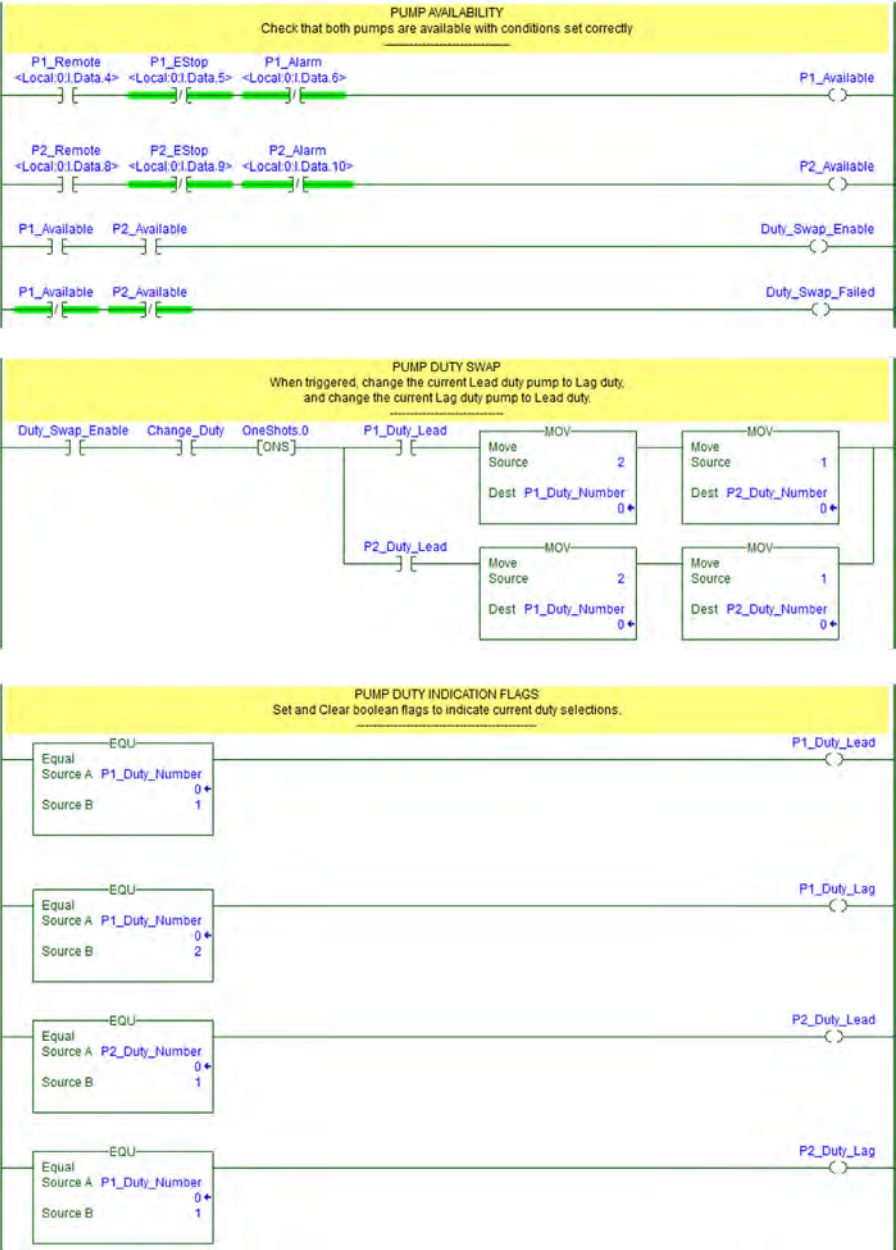 PUMP AVAILABILITY
Check that both pumps are available with conditions set correctly
P1_Remote P1_EStop P1_Alarm
<Local:0:I.Data.4> <Local:0:I.Data.5> <Local:0:I.Data.6> P1_Available
P2_Remote P2_EStop P2_Alarm
<Local:0:I.Data.8> <Local:0:I.Data.9> <Local:0:I.Data.10> P2_Available
P1_Available P2_Available Duty_Swap_Enable
P1_Available P2_Available Duty_Swap_Failed
PUMP DUTY SWAP
When triggered, change the current Lead duty pump to Lag duty,
and change the current Lag duty pump to Lead duty.
Duty_Swap_Enable Change_Duty OneShots.0 P1_Duty_Lead MOV MOV
ONS Move Move
Source 2 Source 1
Dest P1_Duty_Number Dest P2_Duty_Number
0 0
P2_Duty_Lead MOV MOV
Move Move
Source 2 Source 1
Dest P1_Duty_Number Dest P2_Duty_Number
0 0
PUMP DUTY INDICATION FLAGS
Set and Clear boolean flags to indicate current duty selections.
EQU P1_Duty_Lead
Equal
Source A P1_Duty_Number
0
Source B 1
EQU P1_Duty_Lag
Equal
Source A P1_Duty_Number
0
Source B 2
EQU P2_Duty_Lead
Equal
Source A P2_Duty_Number
0
Source B 1
EQU P2_Duty_Lag
Equal
Source A P1_Duty_Number
0
Source B 1